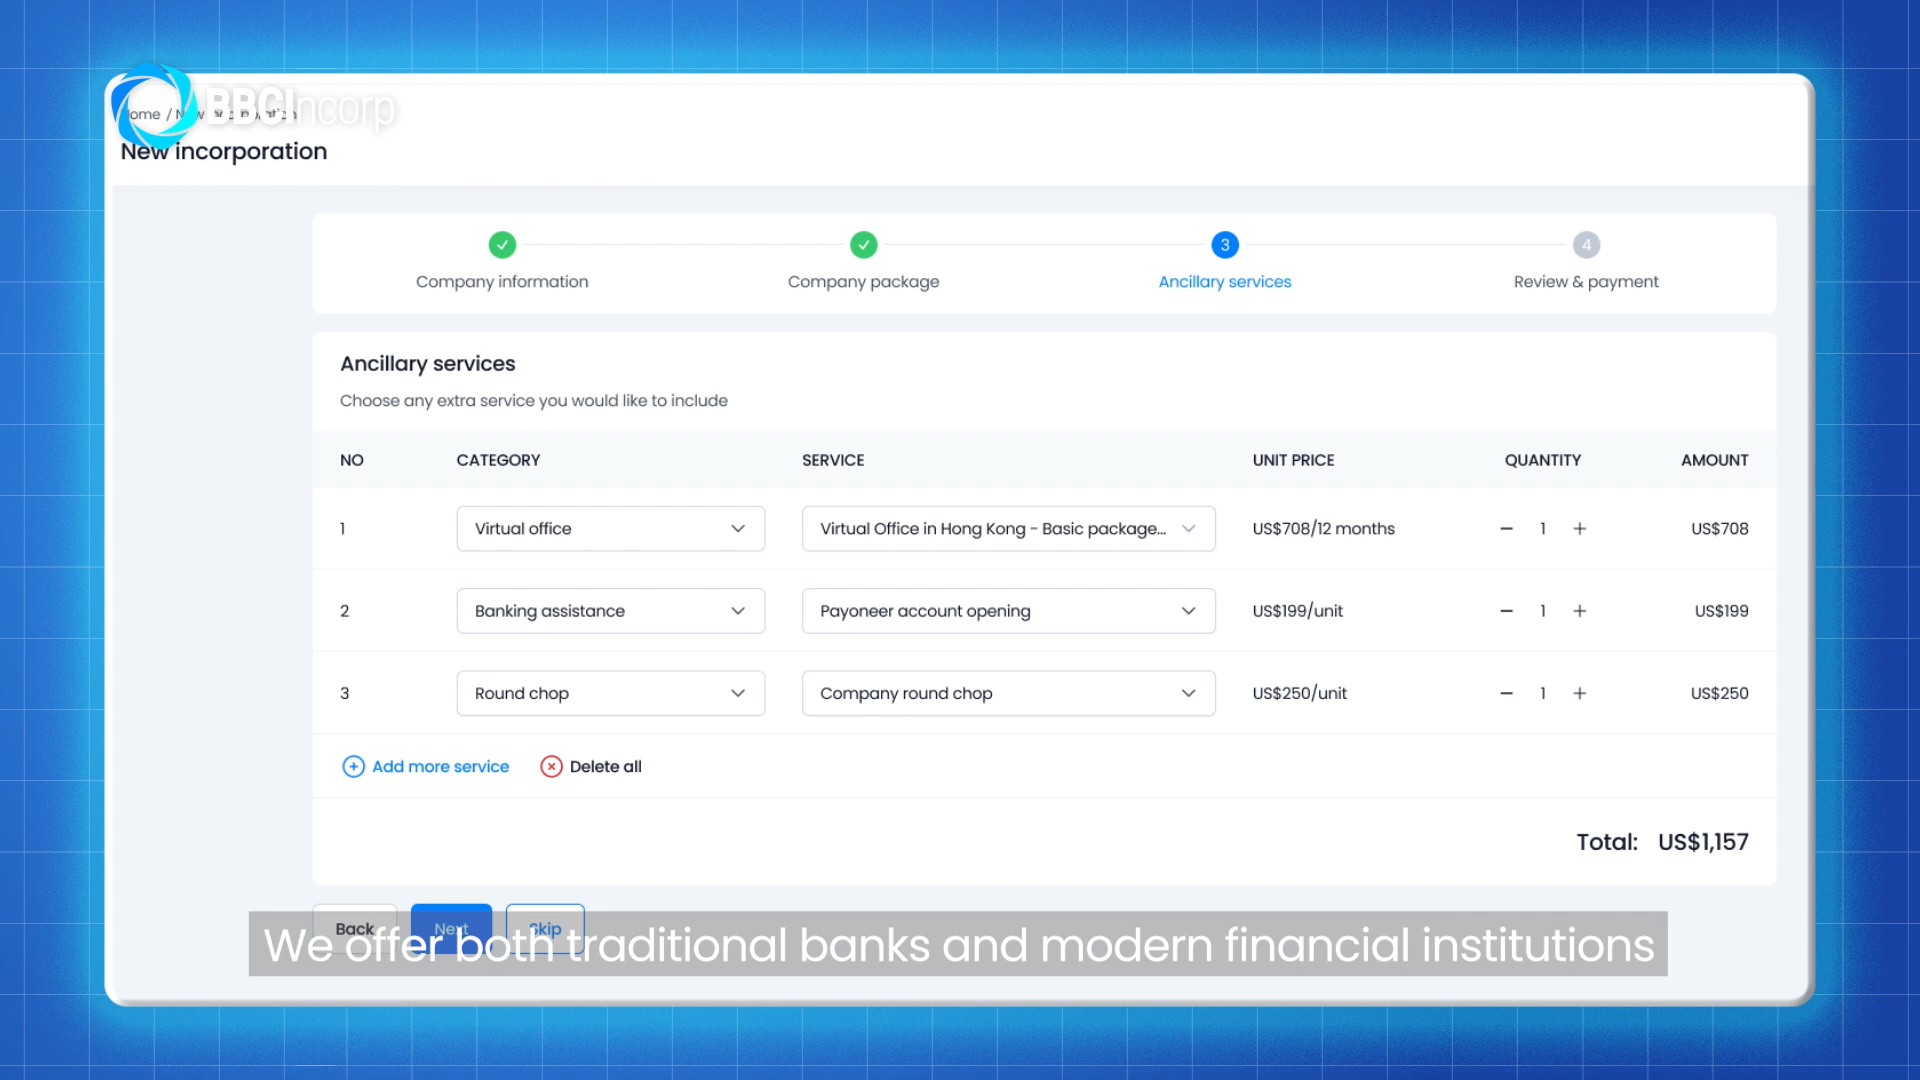 BBCIncorp
Home / New incorporation
New incorporation
3
4
Company information
Company package
Ancillary services
Review & payment
Ancillary services
Choose any extra service you would like to include
NO CATEGORY SERVICE UNIT PRICE QUANTITY AMOUNT
1 Virtual office Virtual Office in Hong Kong - Basic package... US$708/12 months − 1 + US$708
2 Banking assistance Payoneer account opening US$199/unit − 1 + US$199
3 Round chop Company round chop US$250/unit − 1 + US$250
Add more service Delete all
Total: US$1,157
Back Next Skip
We offer both traditional banks and modern financial institutions